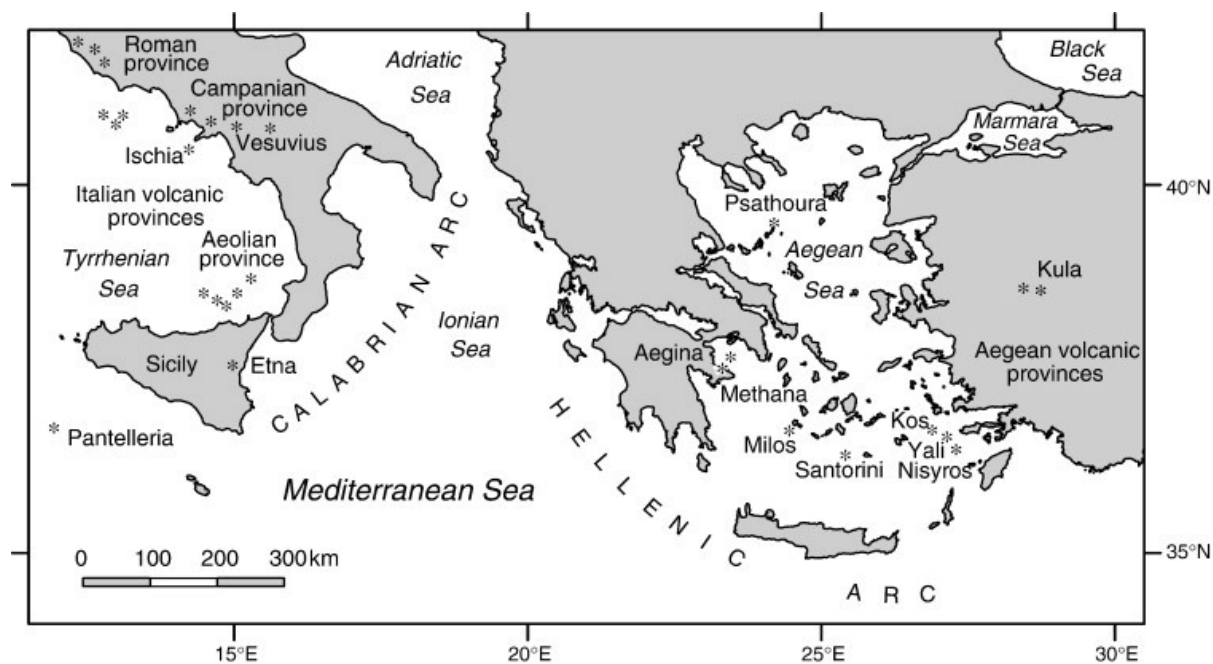 Roman
province
Adriatic
Sea
Black
Sea
Campanian
province
Vesuvius
Marmara
Sea
Ischia
40°N
Italian volcanic
provinces
Psathoura
Aeolian
province
Tyrrhenian
Sea
Aegean
Sea
Kula
Ionian
Sea
CALABRIAN ARC
Sicily
Etna
Aegina
Aegean volcanic
provinces
Methana
Pantelleria
Kos
Milos
Yali
Santorini
Nisyros
Mediterranean Sea
HELLENIC ARC
35°N
0 100 200 300km
15°E 20°E 25°E 30°E